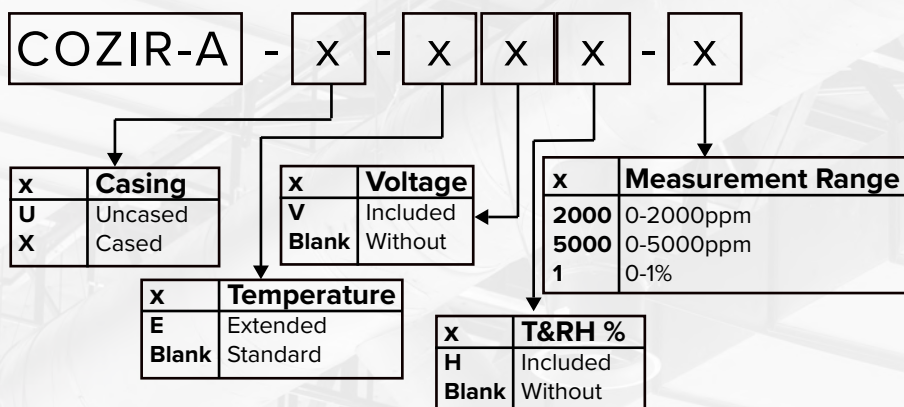 COZIR-A - x - x x x - x
x Casing
U Uncased
X Cased
x Voltage
V Included
Blank Without
x Measurement Range
2000 0-2000ppm
5000 0-5000ppm
1 0-1%
x Temperature
E Extended
Blank Standard
x T&RH %
H Included
Blank Without